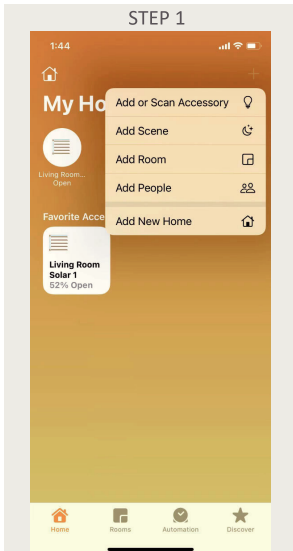 STEP 1
1:44
My Ho
Add or Scan Accessory
Add Scene
Add Room
Add People
Add New Home
Living Room...
Open
Favorite Acce
Living Room
Solar 1
52% Open
Home
Rooms
Automation
Discover